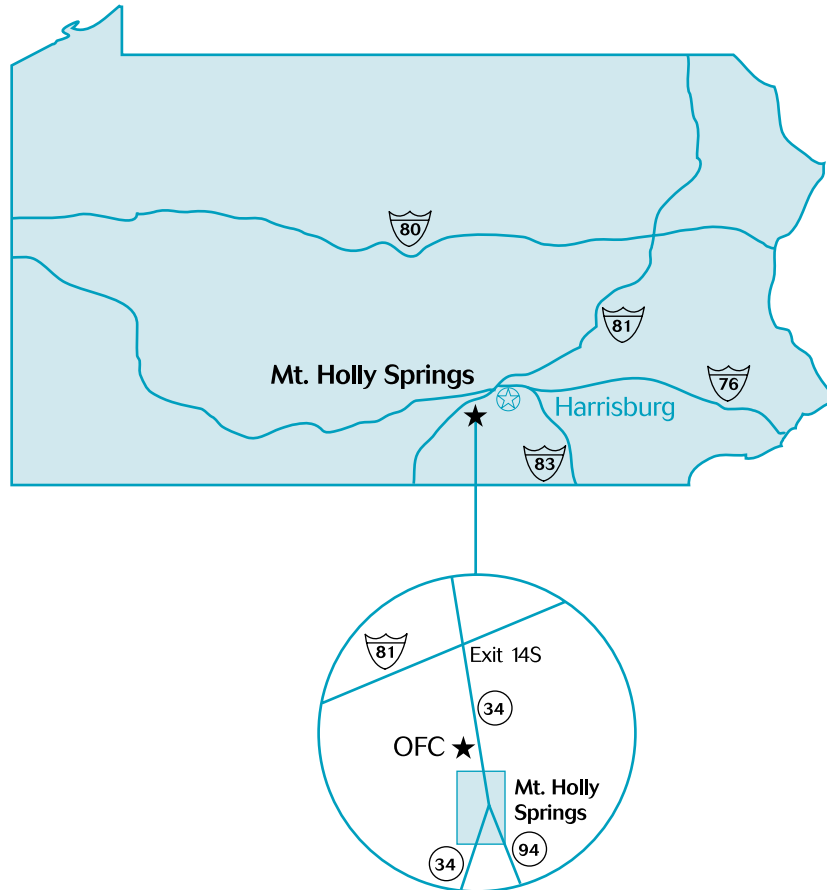 80
81
Mt. Holly Springs
76
Harrisburg
83
81
Exit 14S
34
OFC
Mt. Holly
Springs
94
34